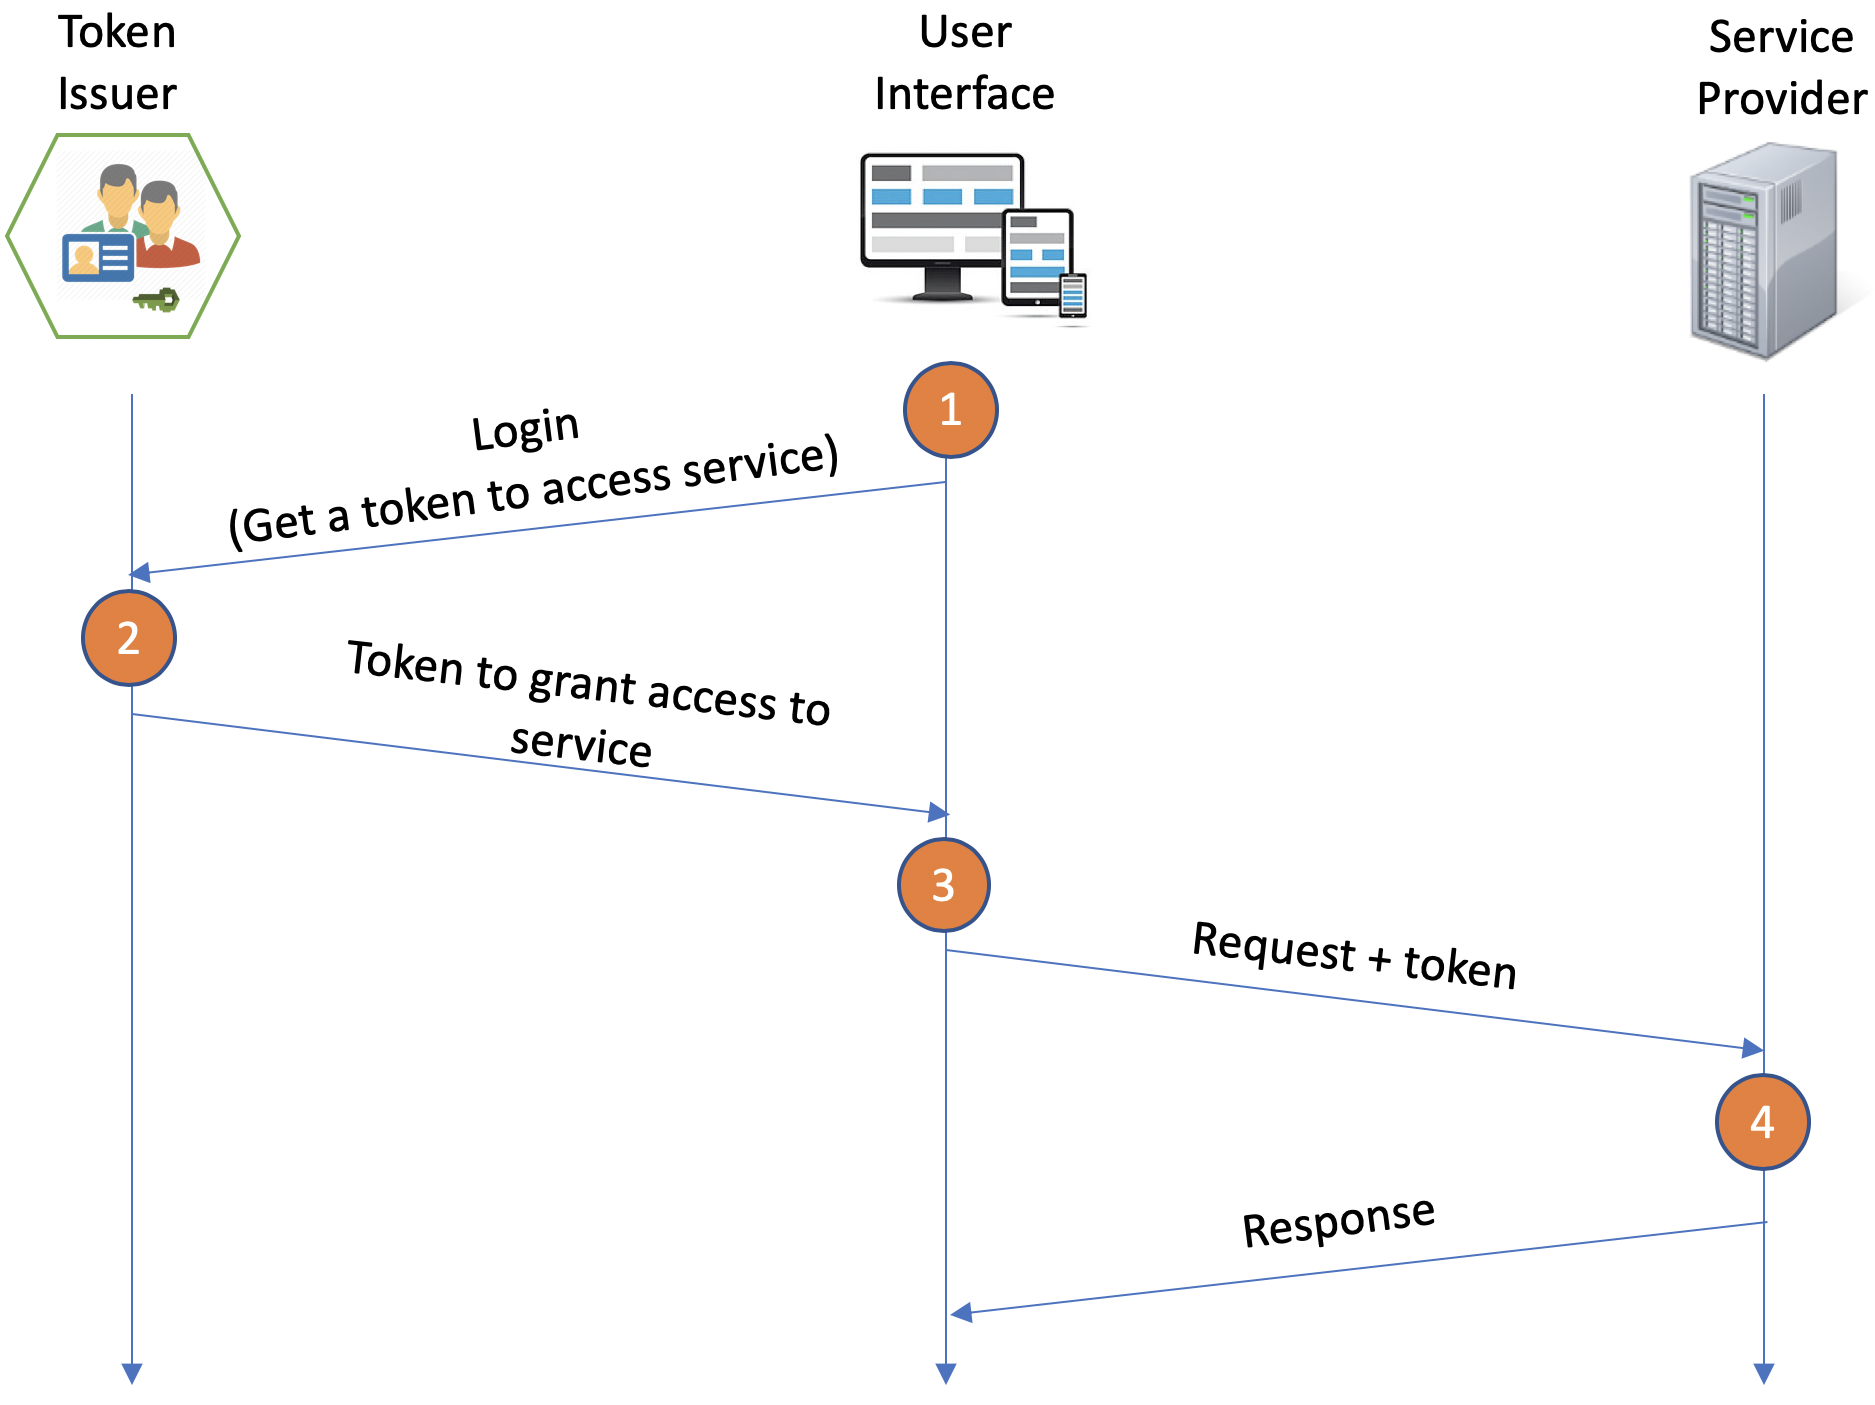 Token
Issuer
User
Interface
Service
Provider
1
Login
(Get a token to access service)
2
Token to grant access to
service
3
Request + token
4
Response